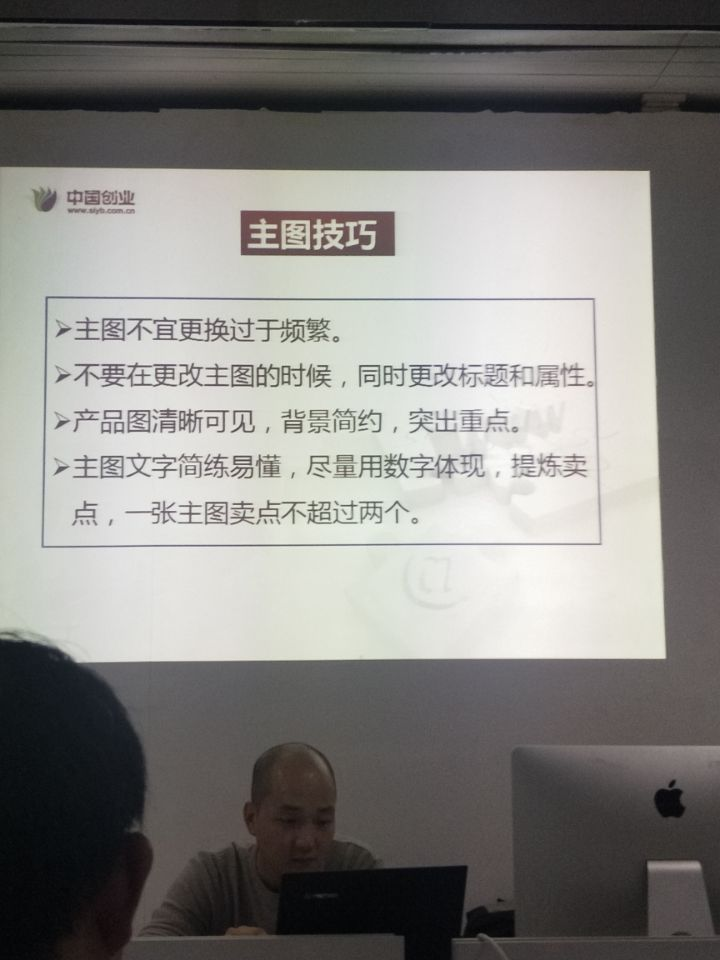 中国创业
www.siyb.com.cn
主图技巧
➢主图不宜更换过于频繁。
➢不要在更改主图的时候，同时更改标题和属性。
➢产品图清晰可见，背景简约，突出重点。
➢主图文字简练易懂，尽量用数字体现，提炼卖
点，一张主图卖点不超过两个。